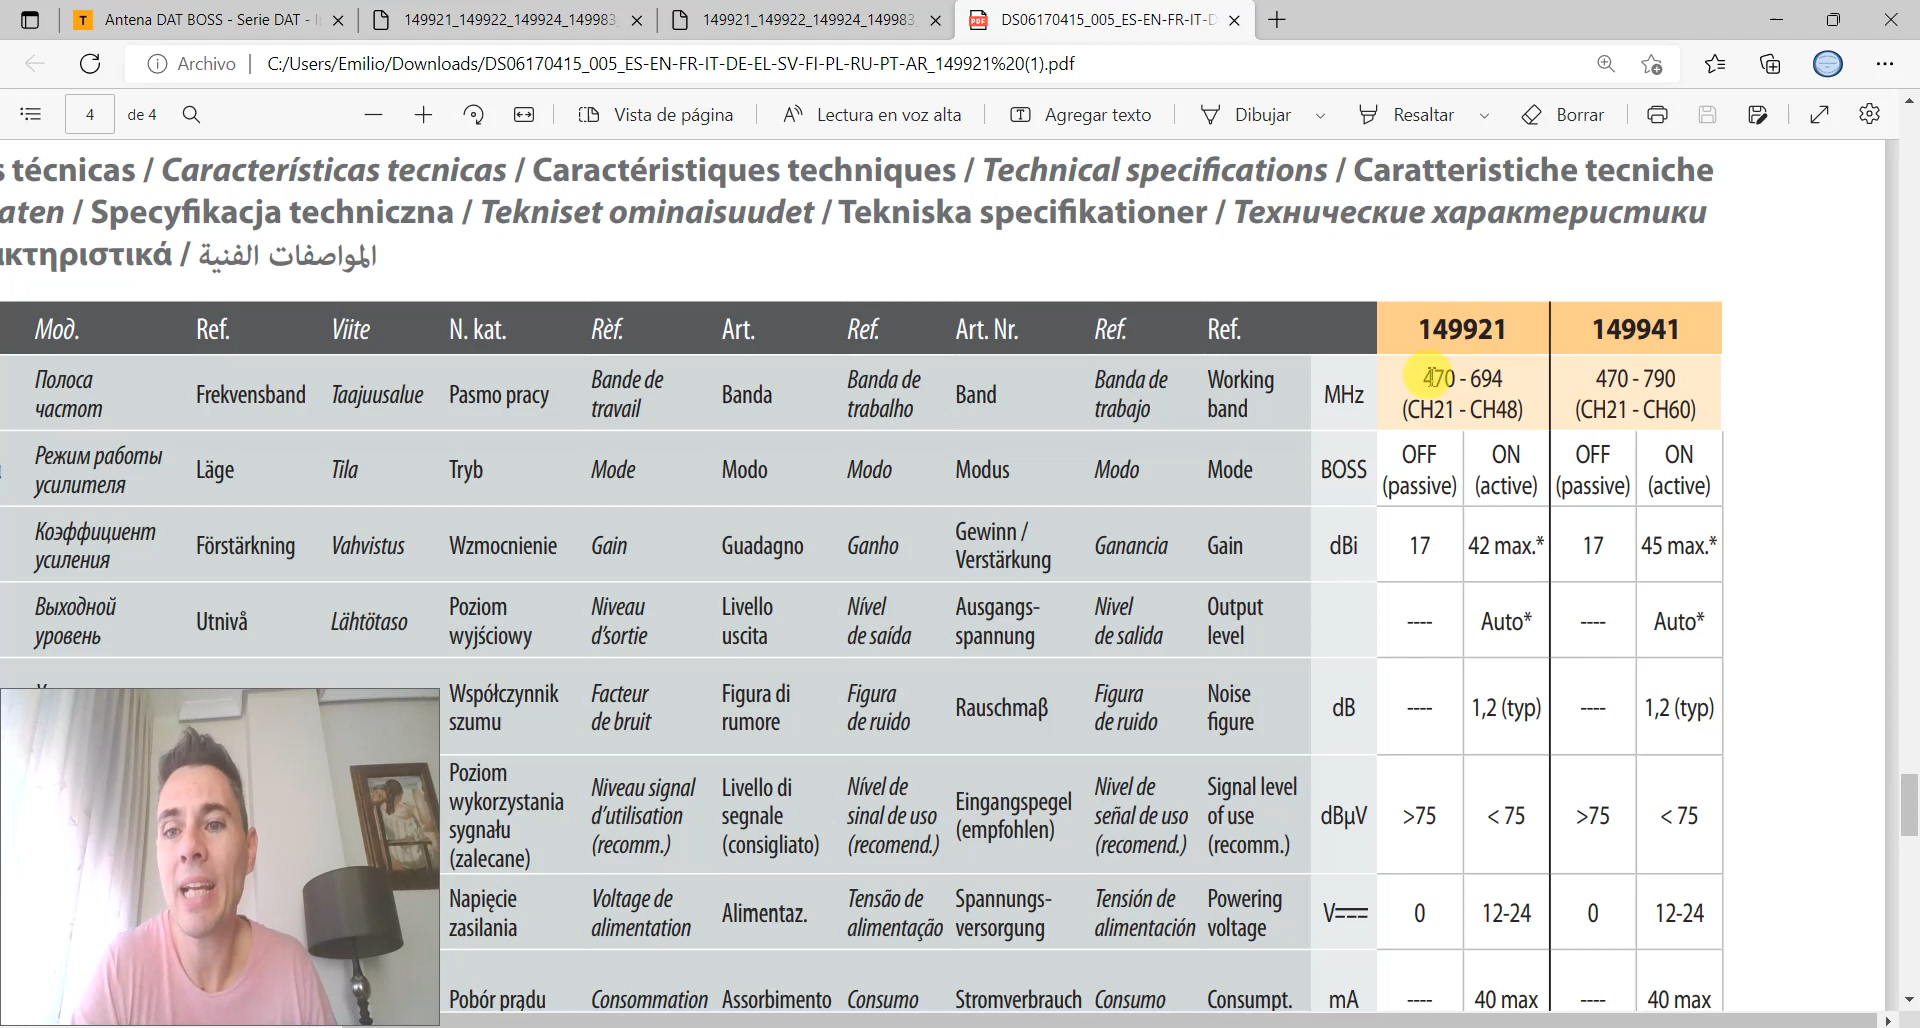 Antena DAT BOSS - Serie DAT - I
149921_149922_149924_149983
149921_149922_149924_149983
DS06170415_005_ES-EN-FR-IT-D
Archivo
C:/Users/Emilio/Downloads/DS06170415_005_ES-EN-FR-IT-DE-EL-SV-FI-PL-RU-PT-AR_149921%20(1).pdf
4 de 4
Vista de página
Lectura en voz alta
Agregar texto
Dibujar
Resaltar
Borrar
s técnicas / Características tecnicas / Caractéristiques techniques / Technical specifications / Caratteristiche tecniche
aten / Specyfikacja techniczna / Tekniset ominaisuudet / Tekniska specifikationer / Технические характеристики
ακτηριστικά / المواصفات الفنية
Мод. Ref. Viite N. kat. Rèf. Art. Ref. Art. Nr. Ref. Ref. 149921 149941
Полоса
частот
Frekvensband
Taajuusalue
Pasmo pracy
Bande de
travail
Banda
Banda de
trabalho
Band
Banda de
trabajo
Working
band
MHz
470 - 694
(CH21 - CH48)
470 - 790
(CH21 - CH60)
Режим работы
усилителя
Läge
Tila
Tryb
Mode
Modo
Modo
Modus
Modo
Mode
BOSS
OFF
(passive)
ON
(active)
OFF
(passive)
ON
(active)
Коэффициент
усиления
Förstärkning
Vahvistus
Wzmocnienie
Gain
Guadagno
Ganho
Gewinn /
Verstärkung
Ganancia
Gain
dBi
17
42 max.*
17
45 max.*
Выходной
уровень
Utnivå
Lähtötaso
Poziom
wyjściowy
Niveau
d'sortie
Livello
uscita
Nível
de saída
Ausgangs-
spannung
Nivel
de salida
Output
level
----
Auto*
----
Auto*
Współczynnik
szumu
Facteur
de bruit
Figura di
rumore
Figura
de ruido
Rauschmaβ
Figura
de ruido
Noise
figure
dB
----
1,2 (typ)
----
1,2 (typ)
Poziom
wykorzystania
sygnału
(zalecane)
Niveau signal
d'utilisation
(recomm.)
Livello di
segnale
(consigliato)
Nível de
sinal de uso
(recomend.)
Eingangspegel
(empfohlen)
Nivel de
señal de uso
(recomend.)
Signal level
of use
(recomm.)
dBµV
>75
< 75
>75
< 75
Napięcie
zasilania
Voltage de
alimentation
Alimentaz.
Tensão de
alimentação
Spannungs-
versorgung
Tensión de
alimentación
Powering
voltage
V
0
12-24
0
12-24
Pobór prądu
Consommation
Assorbimento
Consumo
Stromverbrauch
Consumo
Consumpt.
mA
----
40 max
----
40 max